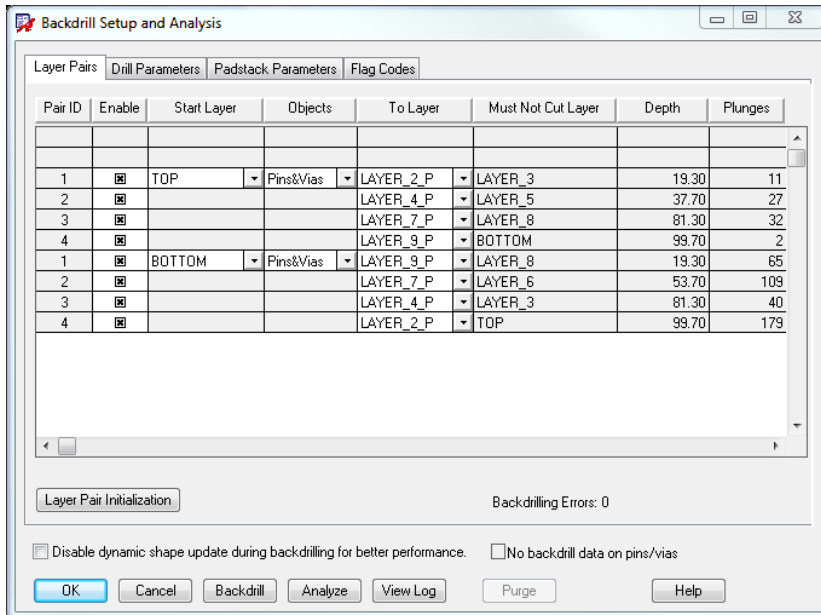 Backdrill Setup and Analysis
Layer Pairs Drill Parameters Padstack Parameters Flag Codes
Pair ID Enable Start Layer Objects To Layer Must Not Cut Layer Depth Plunges
1 TOP Pins&Vias LAYER_2_P LAYER_3 19.30 11
2 LAYER_4_P LAYER_5 37.70 27
3 LAYER_7_P LAYER_8 81.30 32
4 LAYER_9_P BOTTOM 99.70 2
1 BOTTOM Pins&Vias LAYER_9_P LAYER_8 19.30 65
2 LAYER_7_P LAYER_6 53.70 109
3 LAYER_4_P LAYER_3 81.30 40
4 LAYER_2_P TOP 99.70 179
Layer Pair Initialization Backdrilling Errors: 0
Disable dynamic shape update during backdrilling for better performance. No backdrill data on pins/vias
OK Cancel Backdrill Analyze View Log Purge Help